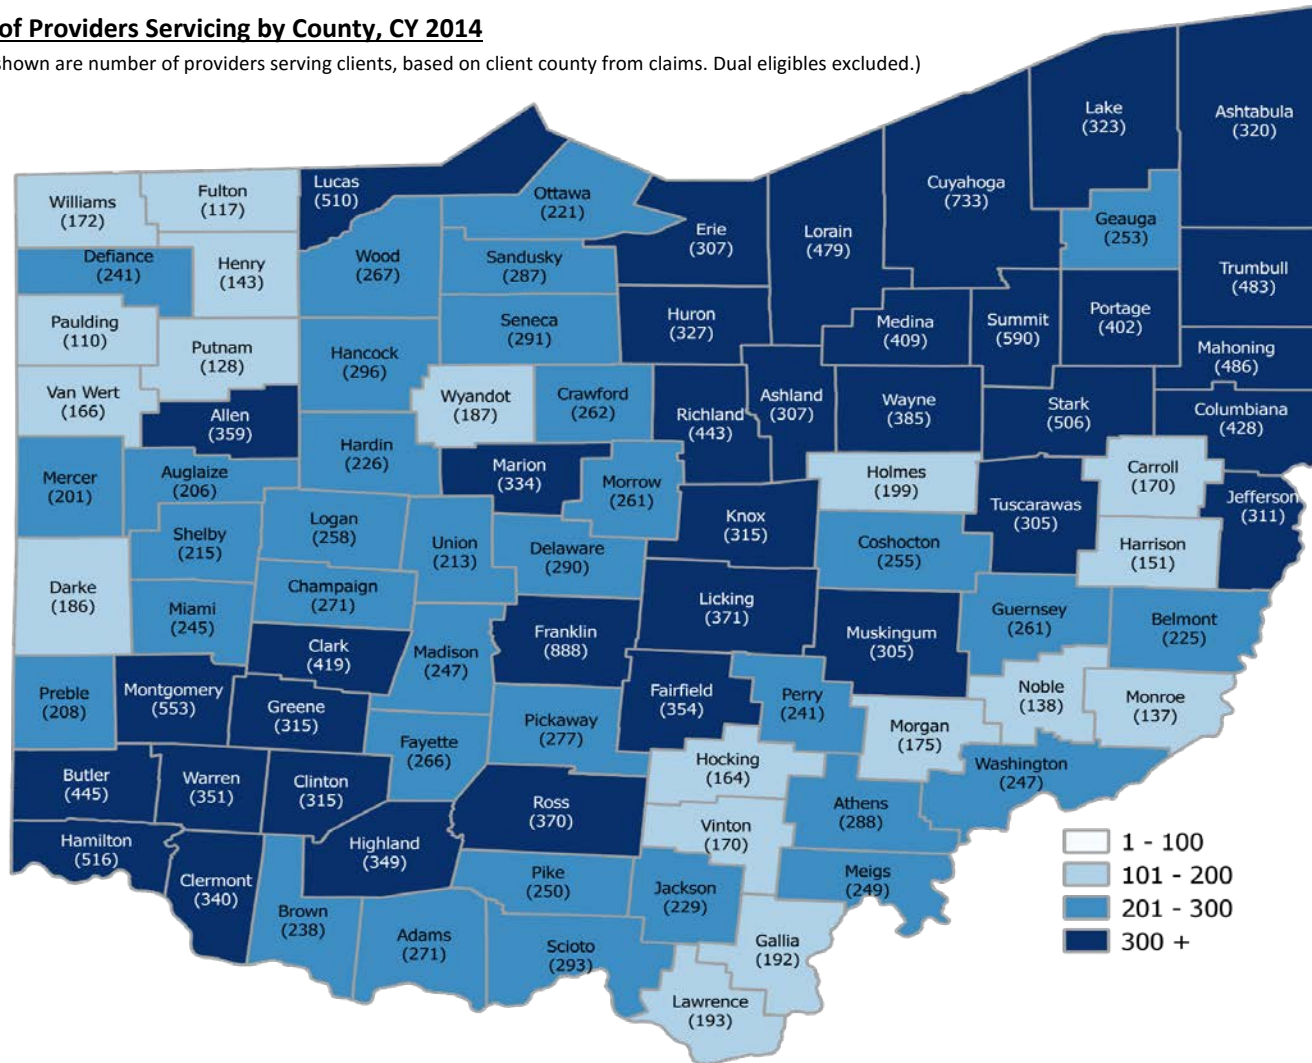 of Providers Servicing by County, CY 2014
shown are number of providers serving clients, based on client county from claims. Dual eligibles excluded.)
Lake
(323)
Ashtabula
(320)
Williams
(172)
Fulton
(117)
Lucas
(510)
Ottawa
(221)
Cuyahoga
(733)
Geauga
(253)
Defiance
(241)
Henry
(143)
Wood
(267)
Sandusky
(287)
Erie
(307)
Lorain
(479)
Trumbull
(483)
Paulding
(110)
Putnam
(128)
Hancock
(296)
Seneca
(291)
Huron
(327)
Medina
(409)
Summit
(590)
Portage
(402)
Mahoning
(486)
Van Wert
(166)
Allen
(359)
Wyandot
(187)
Crawford
(262)
Richland
(443)
Ashland
(307)
Wayne
(385)
Stark
(506)
Columbiana
(428)
Mercer
(201)
Auglaize
(206)
Hardin
(226)
Marion
(334)
Morrow
(261)
Holmes
(199)
Carroll
(170)
Tuscarawas
(305)
Jefferson
(311)
Shelby
(215)
Logan
(258)
Union
(213)
Delaware
(290)
Knox
(315)
Coshocton
(255)
Harrison
(151)
Darke
(186)
Miami
(245)
Champaign
(271)
Licking
(371)
Guernsey
(261)
Belmont
(225)
Clark
(419)
Madison
(247)
Franklin
(888)
Muskingum
(305)
Preble
(208)
Montgomery
(553)
Greene
(315)
Fairfield
(354)
Perry
(241)
Noble
(138)
Monroe
(137)
Fayette
(266)
Pickaway
(277)
Morgan
(175)
Hocking
(164)
Washington
(247)
Butler
(445)
Warren
(351)
Clinton
(315)
Ross
(370)
Athens
(288)
Hamilton
(516)
Highland
(349)
Vinton
(170)
Clermont
(340)
Pike
(250)
Jackson
(229)
Meigs
(249)
Brown
(238)
Adams
(271)
Scioto
(293)
Gallia
(192)
Lawrence
(193)
1 - 100
101 - 200
201 - 300
300 +